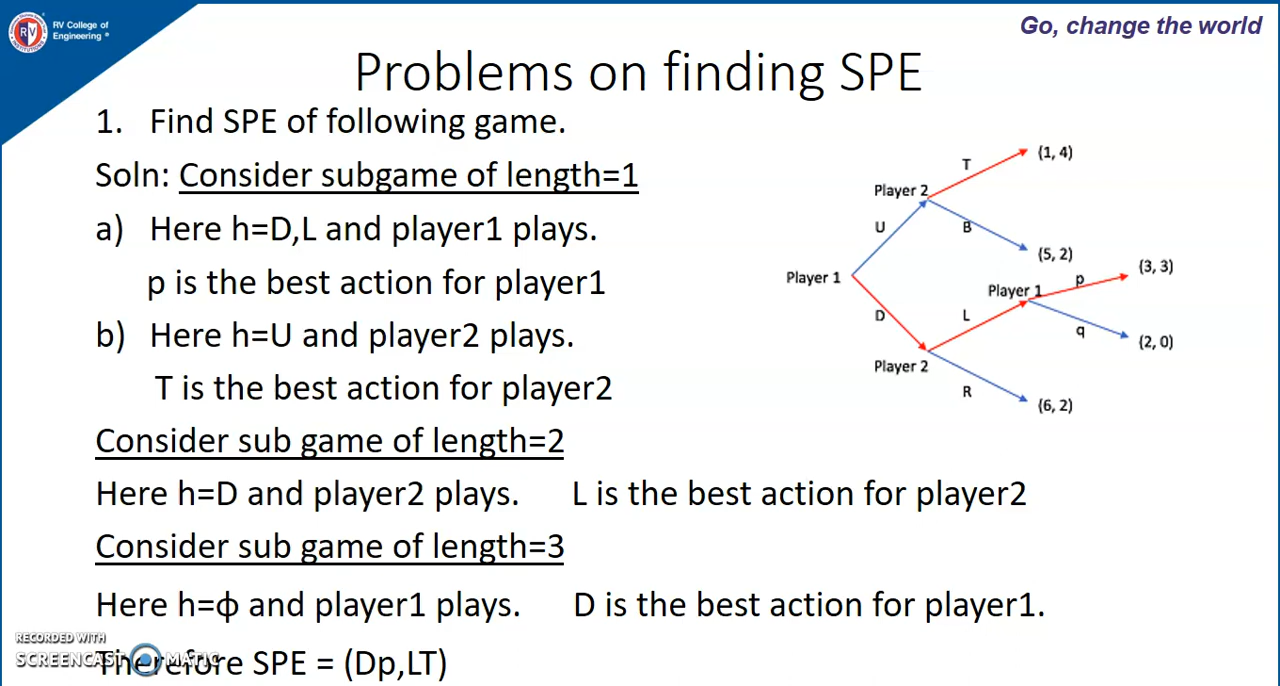 RV College of
Engineering ®
Go, change the world
Problems on finding SPE
1. Find SPE of following game.
Soln: Consider subgame of length=1
a) Here h=D,L and player1 plays.
p is the best action for player1
b) Here h=U and player2 plays.
T is the best action for player2
Consider sub game of length=2
Here h=D and player2 plays. L is the best action for player2
Consider sub game of length=3
Here h=ф and player1 plays. D is the best action for player1.
Therefore SPE = (Dp,LT)
T
(1, 4)
Player 2
U
B
(5, 2)
(3, 3)
Player 1
p
Player 1
D
L
q
(2, 0)
Player 2
R
(6, 2)
RECORDED WITH
SCREENCAST MATIC